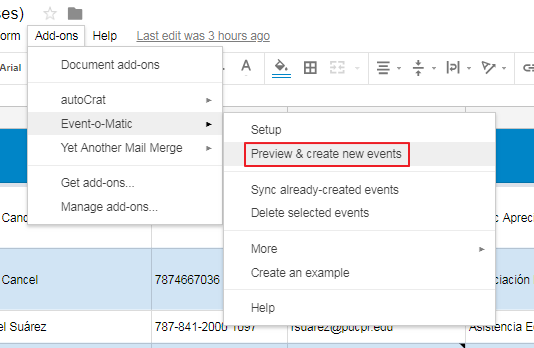 ses)
orm Add-ons Help Last edit was 3 hours ago
Arial
Document add-ons
autoCrat
Event-o-Matic
Yet Another Mail Merge
Get add-ons...
Manage add-ons...
Setup
Preview & create new events
Sync already-created events
Delete selected events
More
Create an example
Help
Canc
c Aprec
Cancel 7874667036 ciación
el Suárez 787-841-2000 1097 rsuarez@pucpr.edu Asistencia Ec